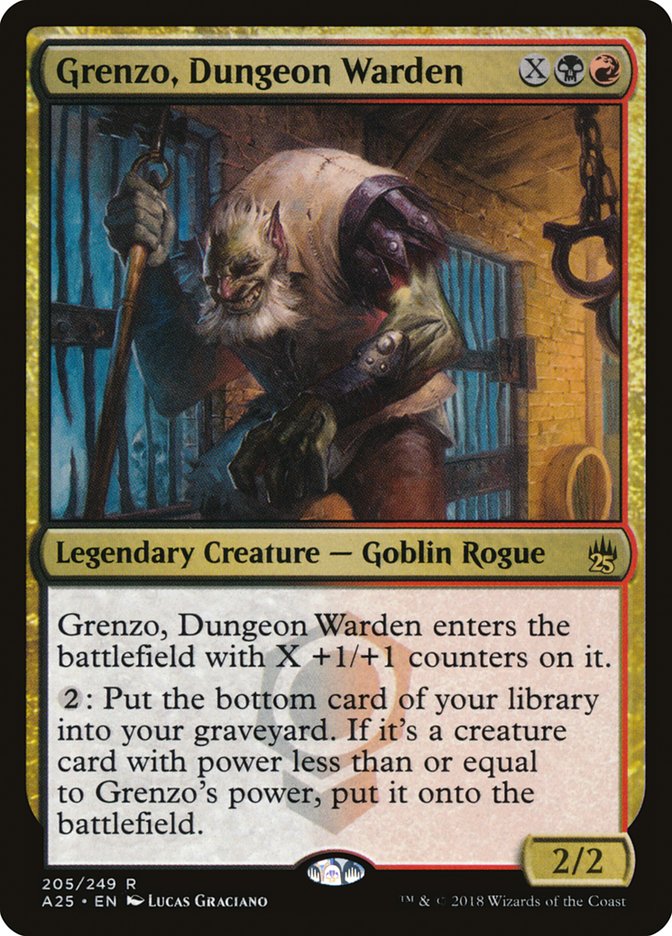 Grenzo, Dungeon Warden X
Legendary Creature — Goblin Rogue 25
Grenzo, Dungeon Warden enters the
battlefield with X +1/+1 counters on it.
2: Put the bottom card of your library
into your graveyard. If it's a creature
card with power less than or equal
to Grenzo's power, put it onto the
battlefield.
2/2
205/249 R
A25 • EN Lucas Graciano
™ & © 2018 Wizards of the Coast